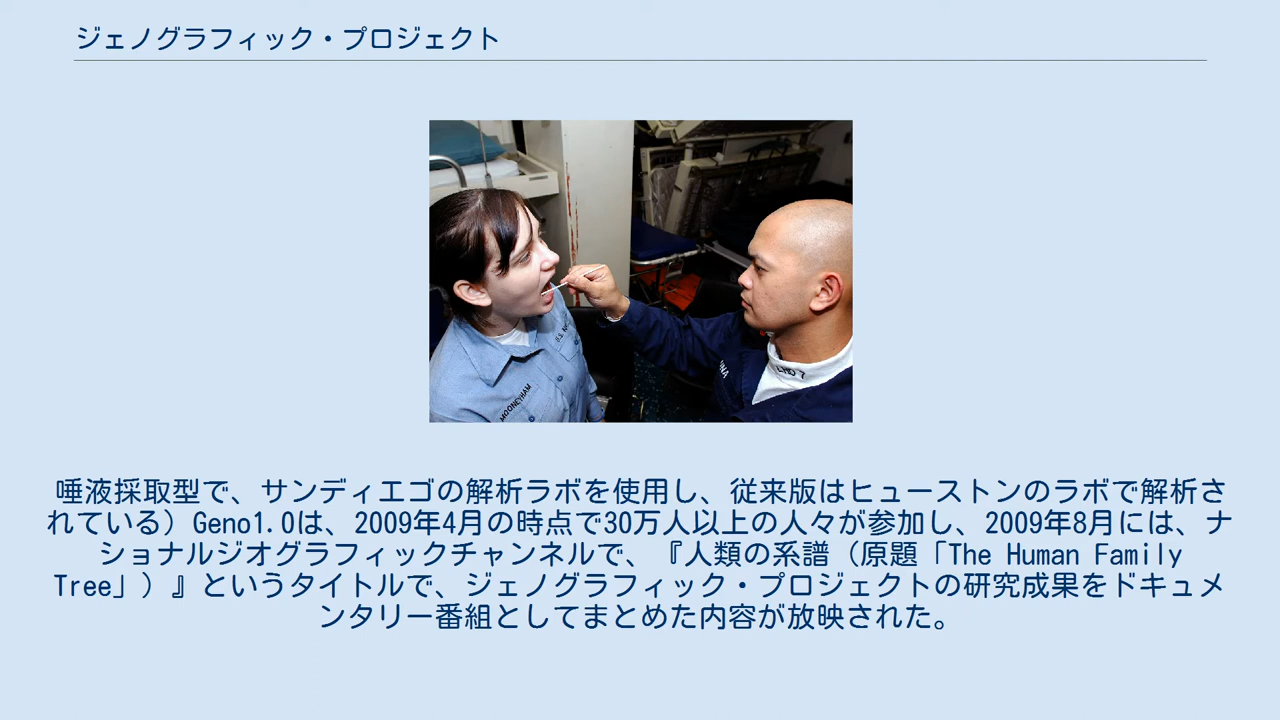 ジェノグラフィック・プロジェクト
U.S. NAVY
MOONEYHAM
LHD 7
唾液採取型で、サンディエゴの解析ラボを使用し、従来版はヒューストンのラボで解析さ
れている）Geno1.0は、2009年4月の時点で30万人以上の人々が参加し、2009年8月には、ナ
ショナルジオグラフィックチャンネルで、『人類の系譜（原題「The Human Family
Tree」）』というタイトルで、ジェノグラフィック・プロジェクトの研究成果をドキュメ
ンタリー番組としてまとめた内容が放映された。